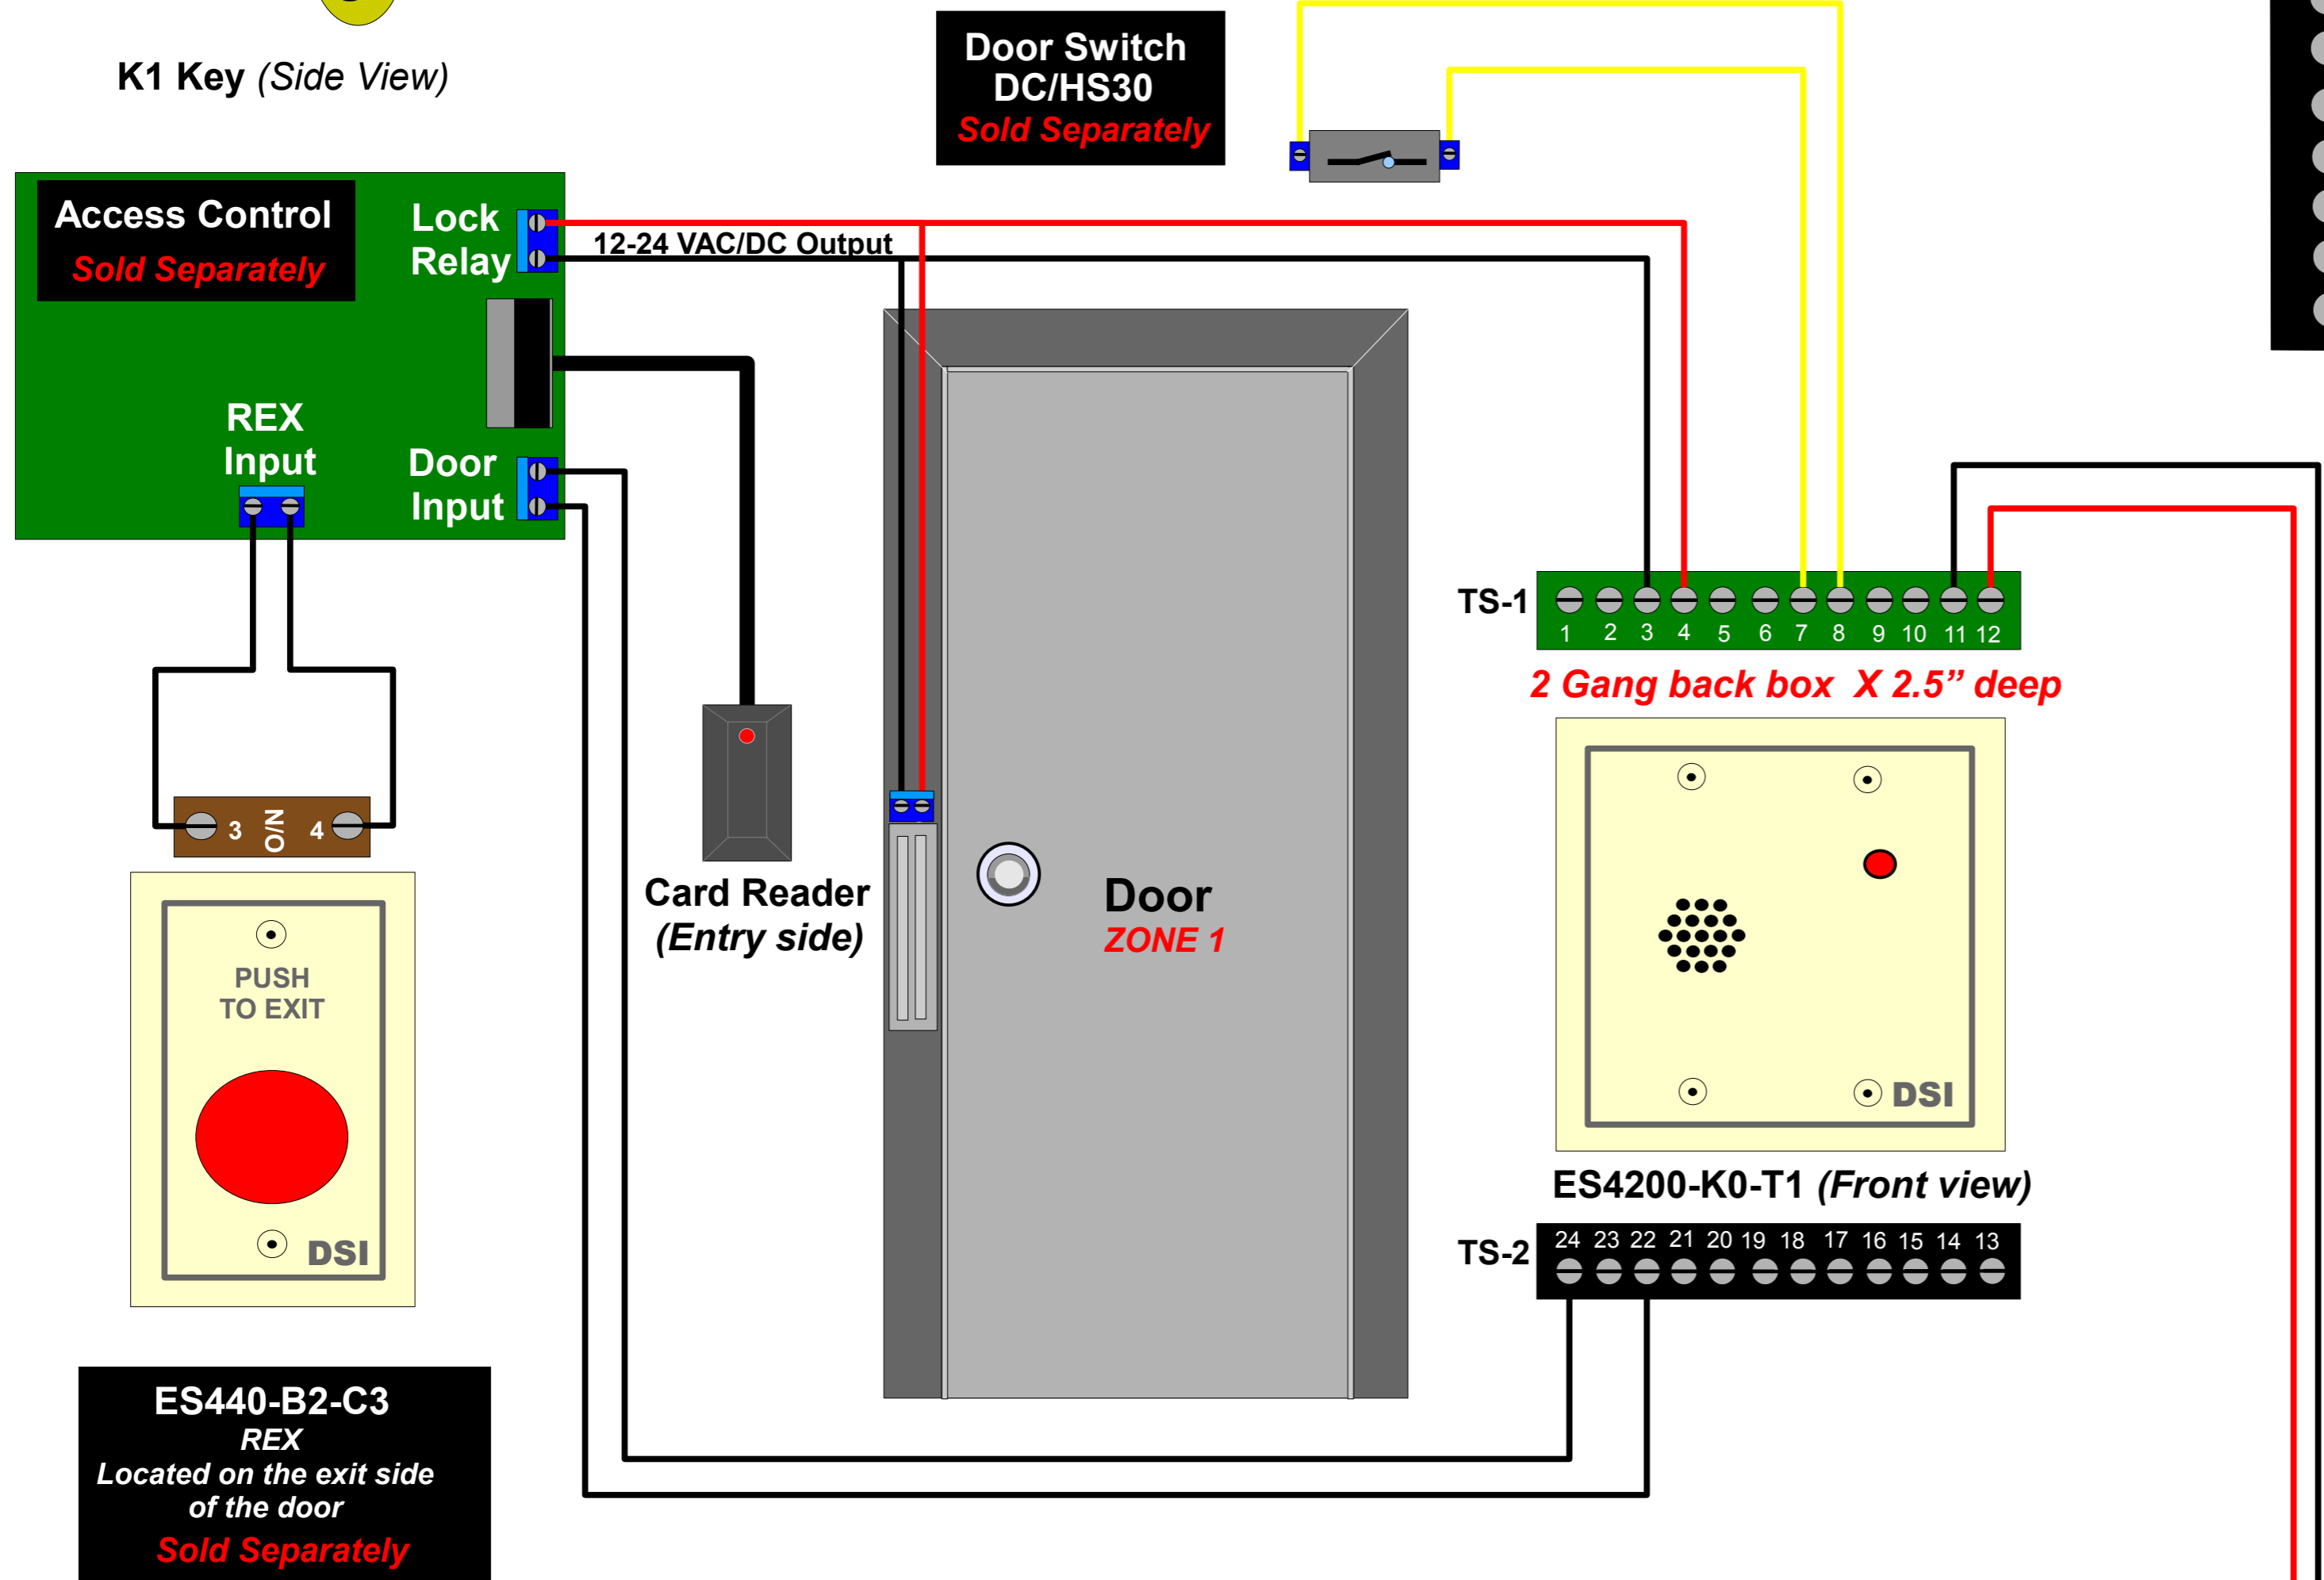 K1 Key (Side View)
Door Switch
DC/HS30
Sold Separately
Access Control
Sold Separately
Lock
Relay
12-24 VAC/DC Output
REX
Input
Door
Input
3 N/O 4
PUSH
TO EXIT
DSI
ES440-B2-C3
REX
Located on the exit side
of the door
Sold Separately
Card Reader
(Entry side)
Door
ZONE 1
TS-1
1 2 3 4 5 6 7 8 9 10 11 12
2 Gang back box X 2.5” deep
DSI
ES4200-K0-T1 (Front view)
TS-2
24 23 22 21 20 19 18 17 16 15 14 13